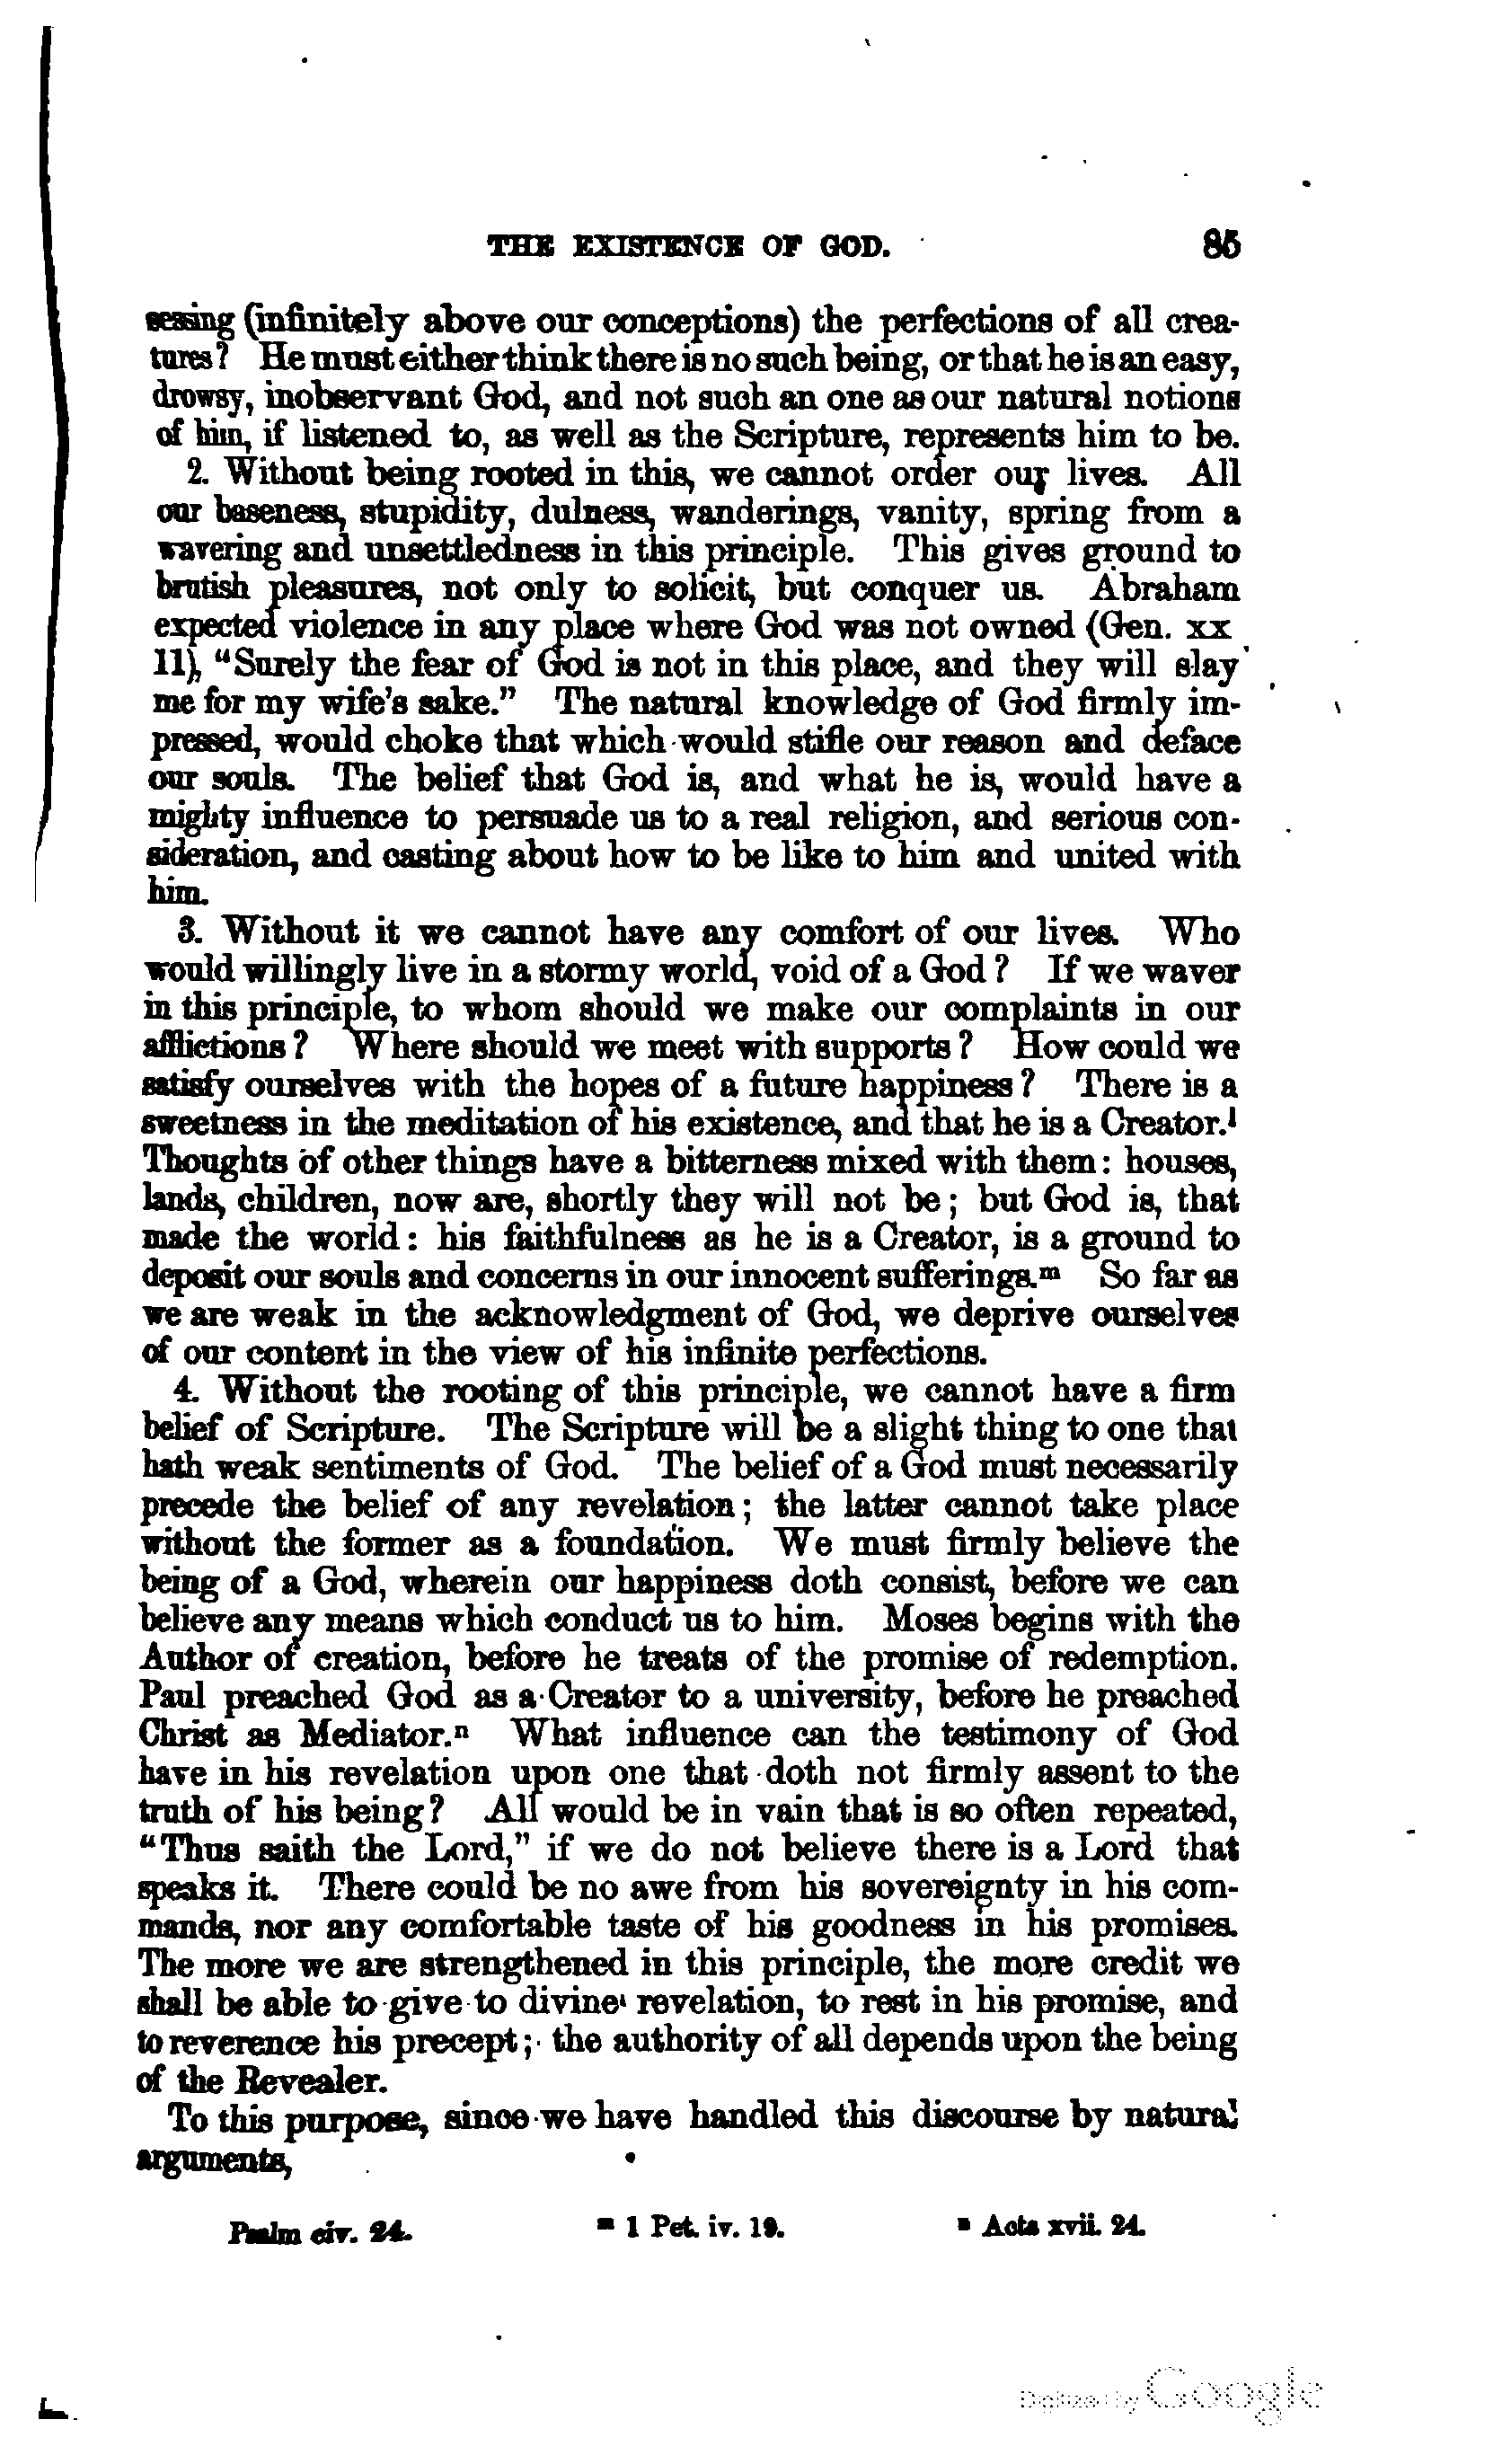 THE EXISTENCE OF GOD. 85
sessing (infinitely above our conceptions) the perfections of all crea-
tures? He must either think there is no such being, or that he is an easy,
drowsy, inobservant God, and not such an one as our natural notions
of him, if listened to, as well as the Scripture, represents him to be.
2. Without being rooted in this, we cannot order our lives. All
our baseness, stupidity, dulness, wanderings, vanity, spring from a
wavering and unsettledness in this principle. This gives ground to
brutish pleasures, not only to solicit, but conquer us. Abraham
expected violence in any place where God was not owned (Gen. xx
11), “Surely the fear of God is not in this place, and they will slay
me for my wife’s sake.” The natural knowledge of God firmly im-
pressed, would choke that which would stifle our reason and deface
our souls. The belief that God is, and what he is, would have a
mighty influence to persuade us to a real religion, and serious con-
sideration, and casting about how to be like to him and united with
him.
3. Without it we cannot have any comfort of our lives. Who
would willingly live in a stormy world, void of a God? If we waver
in this principle, to whom should we make our complaints in our
afflictions? Where should we meet with supports? How could we
satisfy ourselves with the hopes of a future happiness? There is a
sweetness in the meditation of his existence, and that he is a Creator.l
Thoughts of other things have a bitterness mixed with them: houses,
lands, children, now are, shortly they will not be; but God is, that
made the world: his faithfulness as he is a Creator, is a ground to
deposit our souls and concerns in our innocent sufferings.m So far as
we are weak in the acknowledgment of God, we deprive ourselves
of our content in the view of his infinite perfections.
4. Without the rooting of this principle, we cannot have a firm
belief of Scripture. The Scripture will be a slight thing to one that
hath weak sentiments of God. The belief of a God must necessarily
precede the belief of any revelation; the latter cannot take place
without the former as a foundation. We must firmly believe the
being of a God, wherein our happiness doth consist, before we can
believe any means which conduct us to him. Moses begins with the
Author of creation, before he treats of the promise of redemption.
Paul preached God as a Creator to a university, before he preached
Christ as Mediator.n What influence can the testimony of God
have in his revelation upon one that doth not firmly assent to the
truth of his being? All would be in vain that is so often repeated,
“Thus saith the Lord,” if we do not believe there is a Lord that
speaks it. There could be no awe from his sovereignty in his com-
mands, nor any comfortable taste of his goodness in his promises.
The more we are strengthened in this principle, the more credit we
shall be able to give to divine revelation, to rest in his promise, and
to reverence his precept; the authority of all depends upon the being
of the Revealer.
To this purpose, since we have handled this discourse by natural
arguments,
Psalm civ. 24. m 1 Pet. iv. 19. n Acts xvii. 24.
Digitized by Google